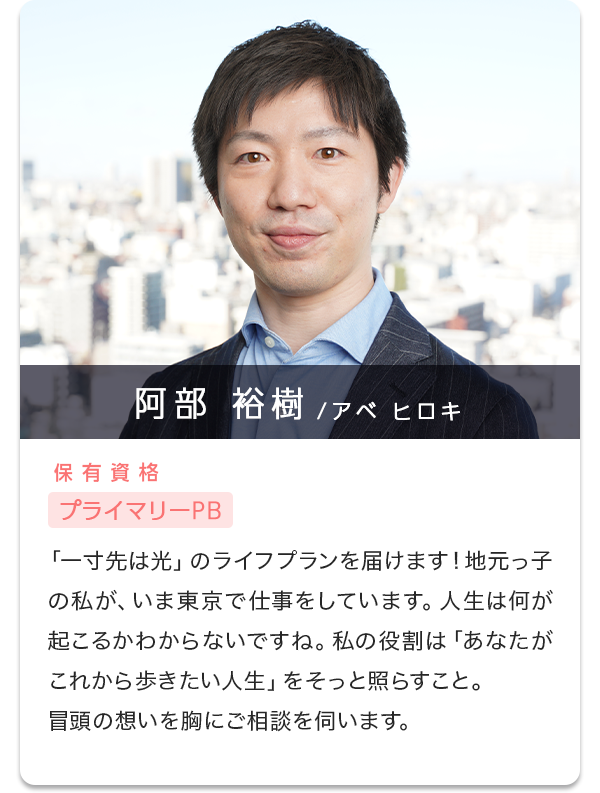 阿部 裕樹 /アベ ヒロキ
保有資格
プライマリーPB
「一寸先は光」のライフプランを届けます!地元っ子
の私が、いま東京で仕事をしています。人生は何が
起こるかわからないですね。私の役割は「あなたが
これから歩きたい人生」をそっと照らすこと。
冒頭の想いを胸にご相談を伺います。